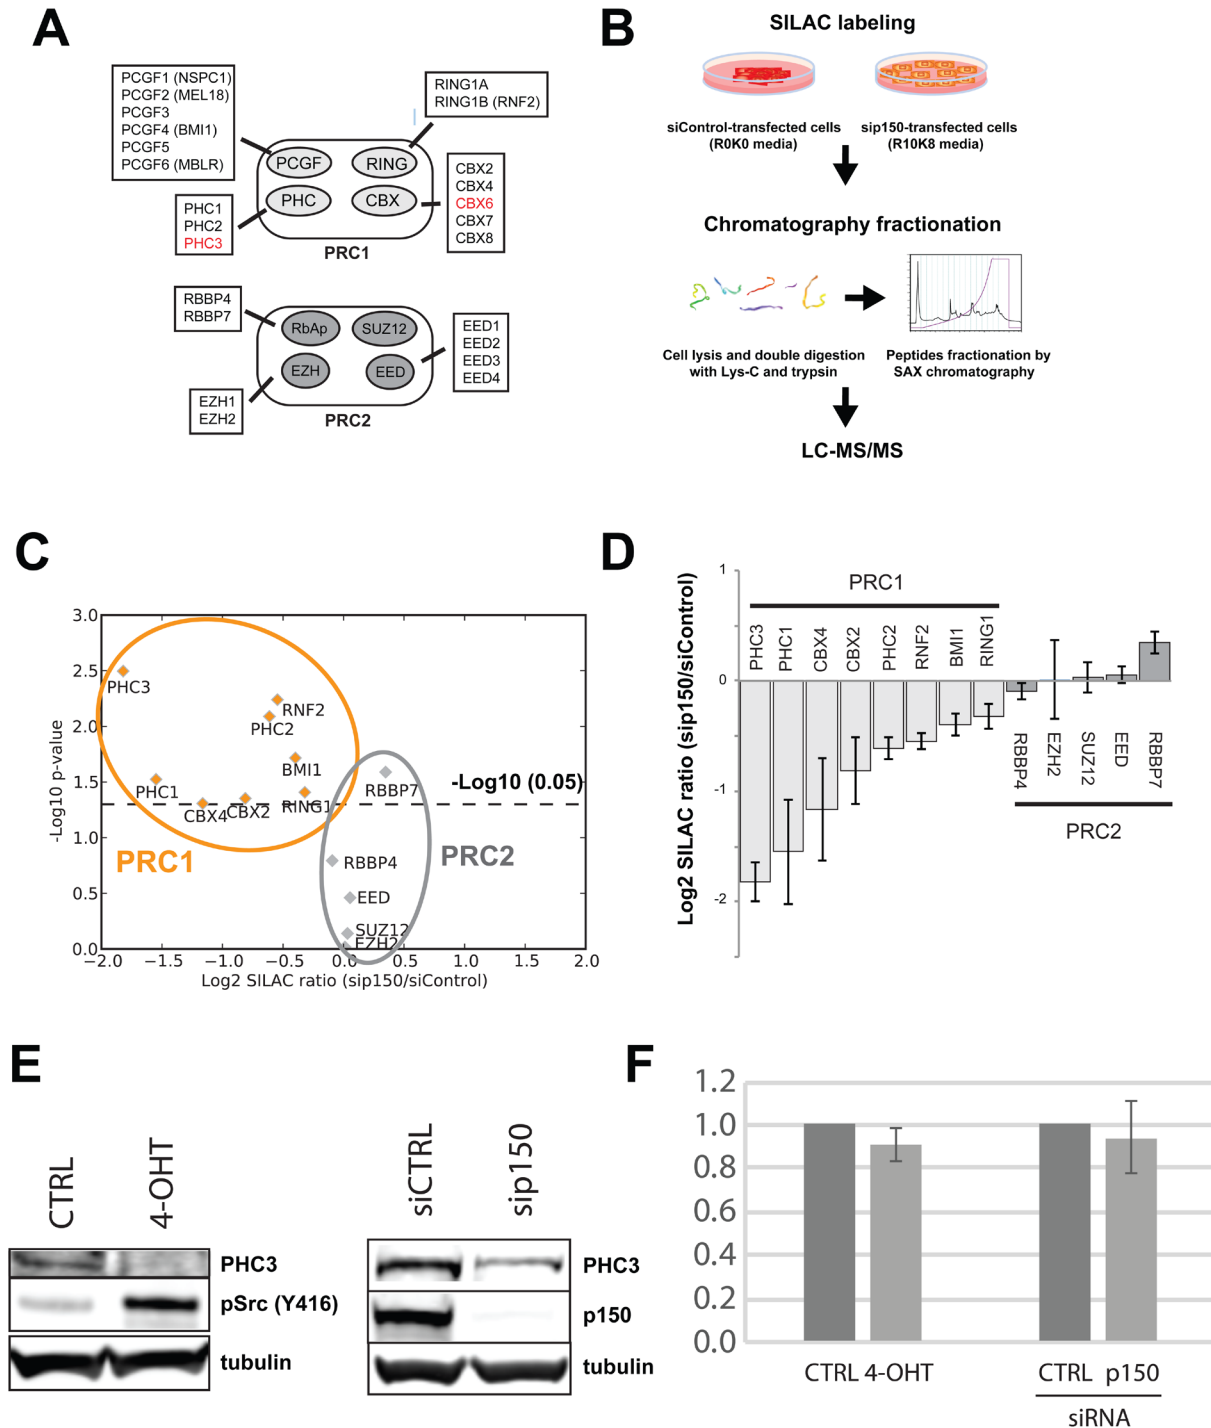 A
PCGF1 (NSPC1)
PCGF2 (MEL18)
PCGF3
PCGF4 (BMI1)
PCGF5
PCGF6 (MBLR)
RING1A
RING1B (RNF2)
PCGF
RING
PHC
CBX
PHC1
PHC2
PHC3
CBX2
CBX4
CBX6
CBX7
CBX8
PRC1
RBBP4
RBBP7
RbAp
SUZ12
EZH
EED
EED1
EED2
EED3
EED4
EZH1
EZH2
PRC2
B
SILAC labeling
siControl-transfected cells
(R0K0 media)
sip150-transfected cells
(R10K8 media)
Chromatography fractionation
Cell lysis and double digestion
with Lys-C and trypsin
Peptides fractionation by
SAX chromatography
LC-MS/MS
C
-Log10 p-value
3.0
2.5
2.0
1.5
1.0
0.5
0.0
PHC3
RNF2
PHC2
BMI1
PHC1
CBX4
CBX2
RING1
RBBP7
-Log10 (0.05)
PRC1
PRC2
RBBP4
EED
SUZ12
EZH2
−2.0 −1.5 −1.0 −0.5 0.0 0.5 1.0 1.5 2.0
Log2 SILAC ratio (sip150/siControl)
D
Log2 SILAC ratio (sip150/siControl)
1
0
-1
-2
PRC1
PHC3
PHC1
CBX4
CBX2
PHC2
RNF2
BMI1
RING1
RBBP4
EZH2
SUZ12
EED
RBBP7
PRC2
E
CTRL
4-OHT
PHC3
pSrc (Y416)
tubulin
siCTRL
sip150
PHC3
p150
tubulin
F
1.2
1.0
0.8
0.6
0.4
0.2
0.0
CTRL 4-OHT
CTRL p150
siRNA